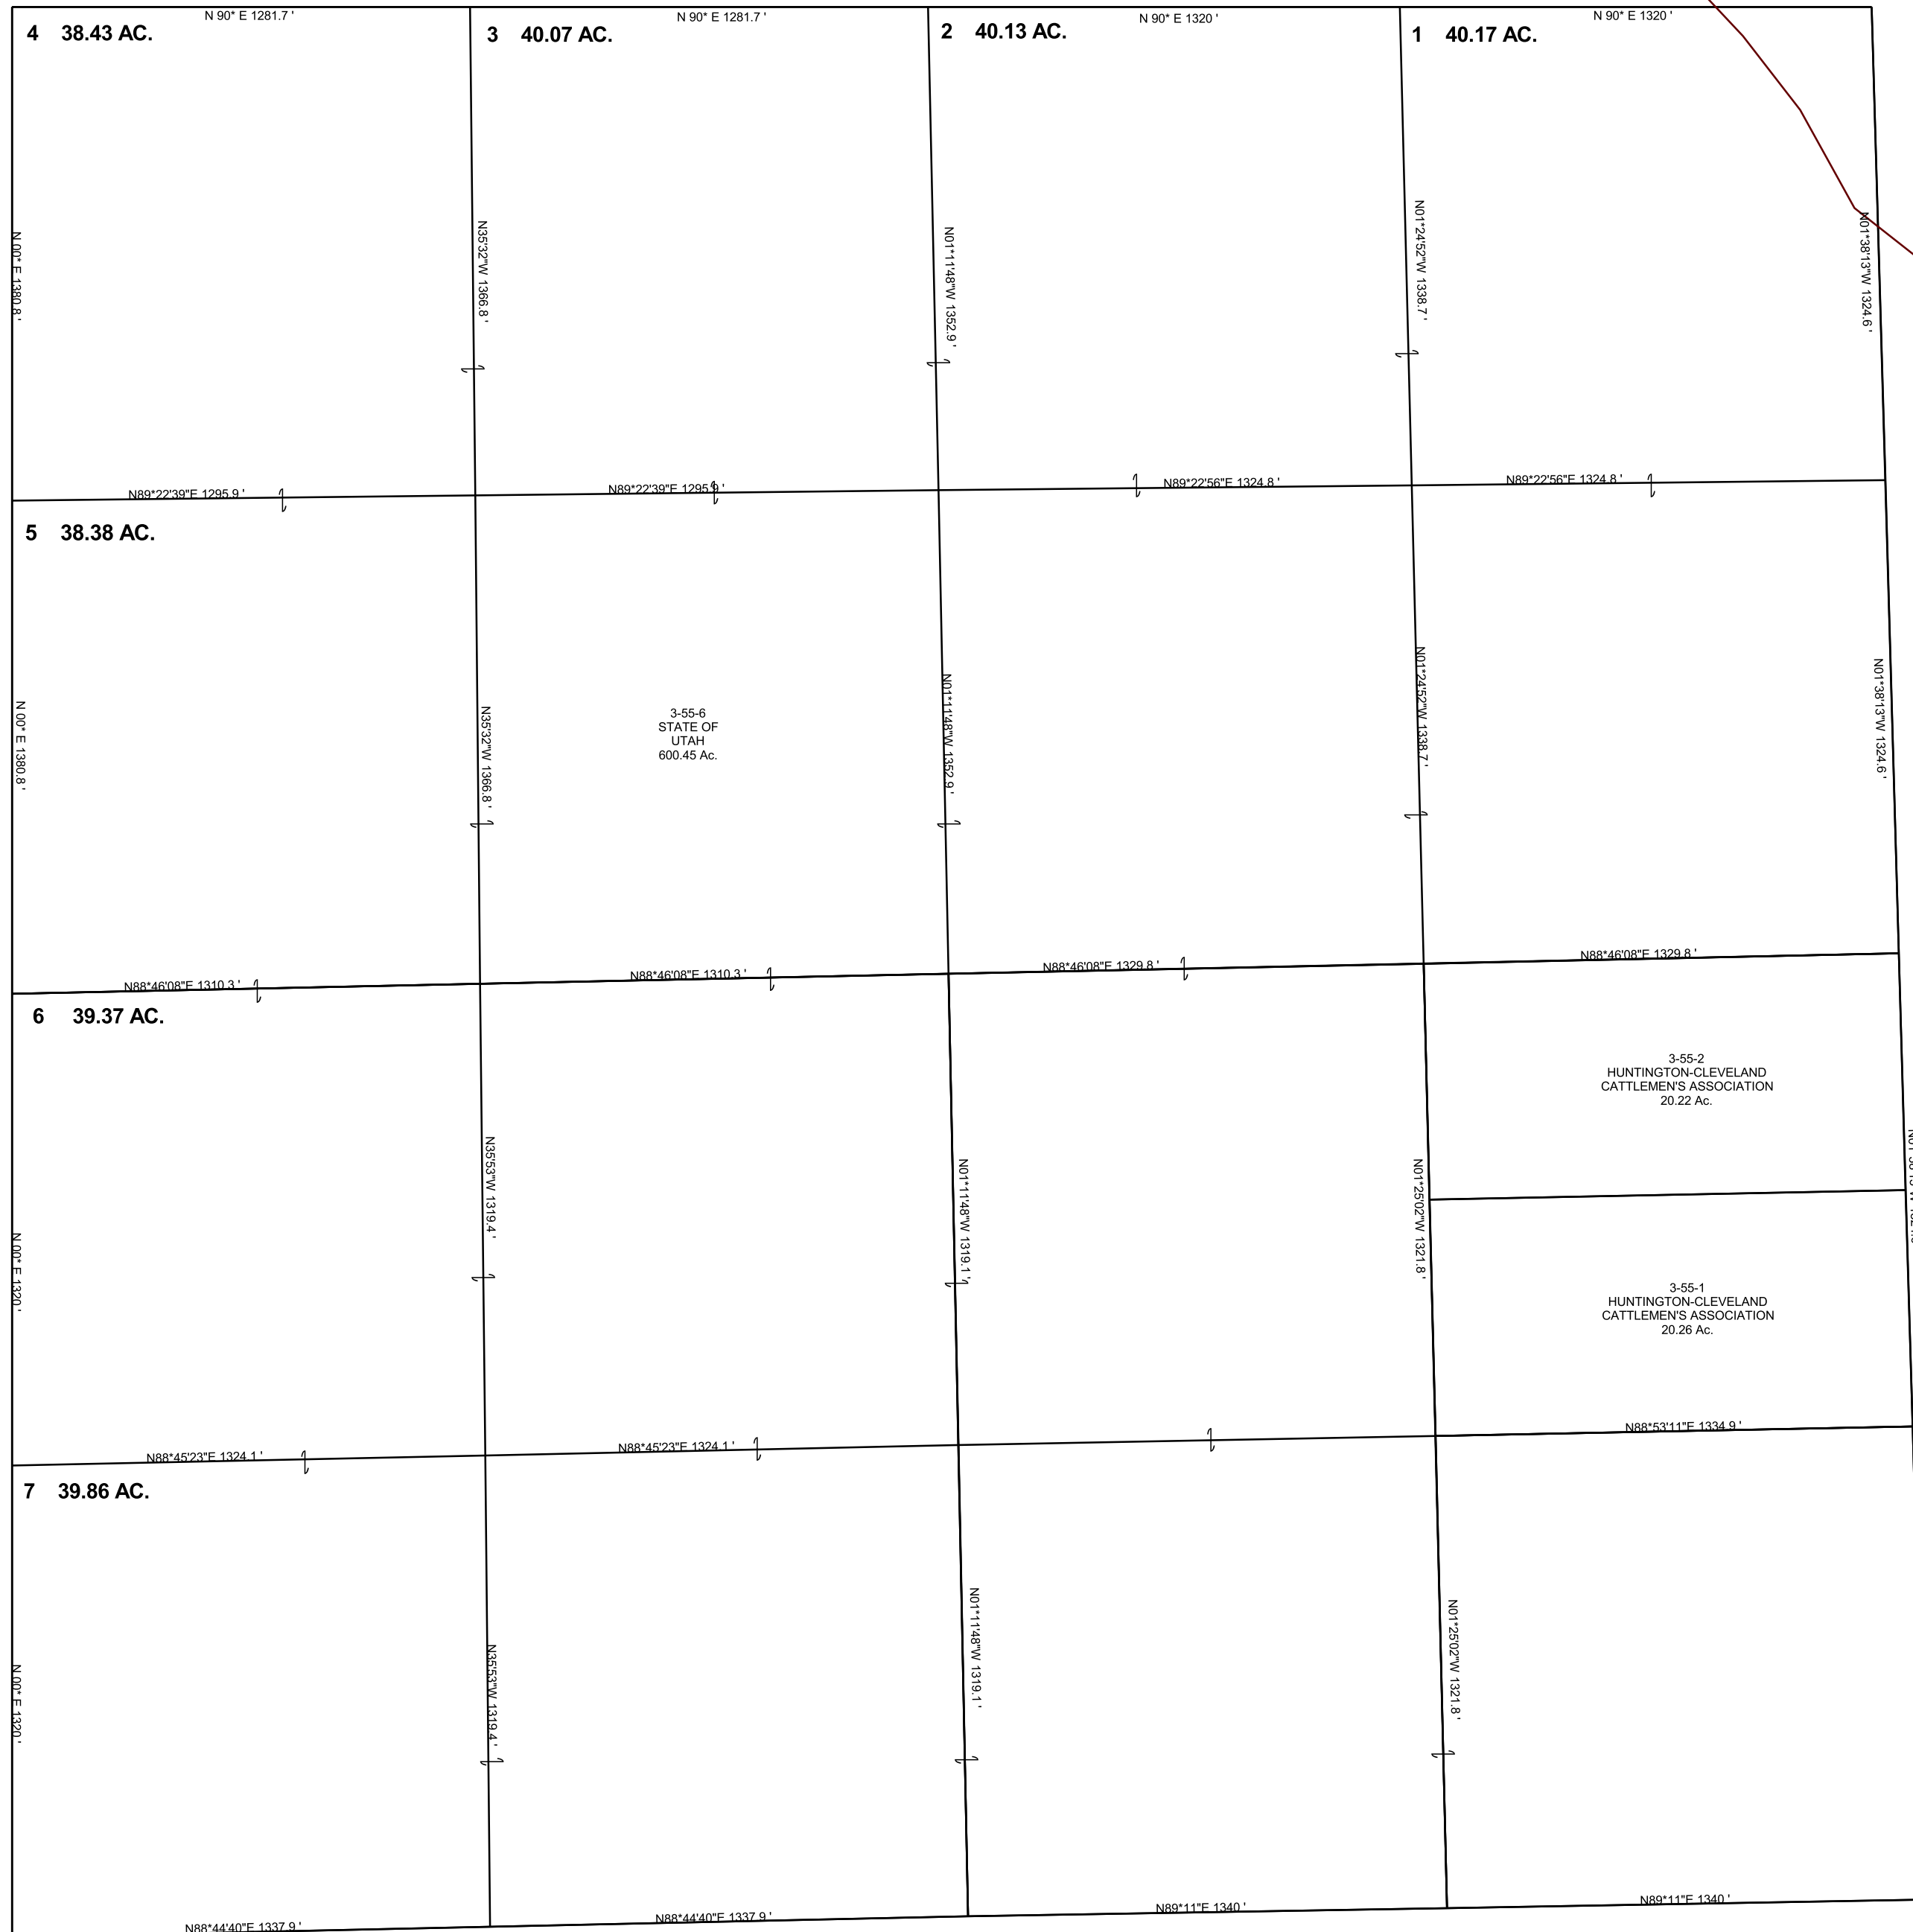 N 90* E 1281.7 '
N 90* E 1281.7 '
N 90* E 1320 '
N 90* E 1320 '
4 38.43 AC.
3 40.07 AC.
2 40.13 AC.
1 40.17 AC.
N 00* E 1380.8 '
N35'32"W 1366.8 '
N01*11'48"W 1352.9 '
N01*24'52"W 1338.7 '
N01*38'13"W 1324.6 '
N89*22'39"E 1295.9 '
N89*22'39"E 1295.9 '
N89*22'56"E 1324.8 '
N89*22'56"E 1324.8 '
5 38.38 AC.
N 00* E 1380.8 '
N35'32"W 1366.8 '
3-55-6
STATE OF
UTAH
600.45 Ac.
N01*11'48"W 1352.9 '
N01*24'52"W 1338.7 '
N01*38'13"W 1324.6 '
N88*46'08"E 1310.3 '
N88*46'08"E 1310.3 '
N88*46'08"E 1329.8 '
N88*46'08"E 1329.8 '
6 39.37 AC.
3-55-2
HUNTINGTON-CLEVELAND
CATTLEMEN'S ASSOCIATION
20.22 Ac.
N 00* E 1320 '
N35'53"W 1319.4 '
N01*11'48"W 1319.1 '
N01*25'02"W 1321.8 '
3-55-1
HUNTINGTON-CLEVELAND
CATTLEMEN'S ASSOCIATION
20.26 Ac.
N88*45'23"E 1324.1 '
N88*45'23"E 1324.1 '
N88*53'11"E 1334.9 '
7 39.86 AC.
N 00* E 1320 '
N35'53"W 1319.4 '
N01*11'48"W 1319.1 '
N01*25'02"W 1321.8 '
N88*44'40"E 1337.9 '
N88*44'40"E 1337.9 '
N89*11"E 1340 '
N89*11"E 1340 '